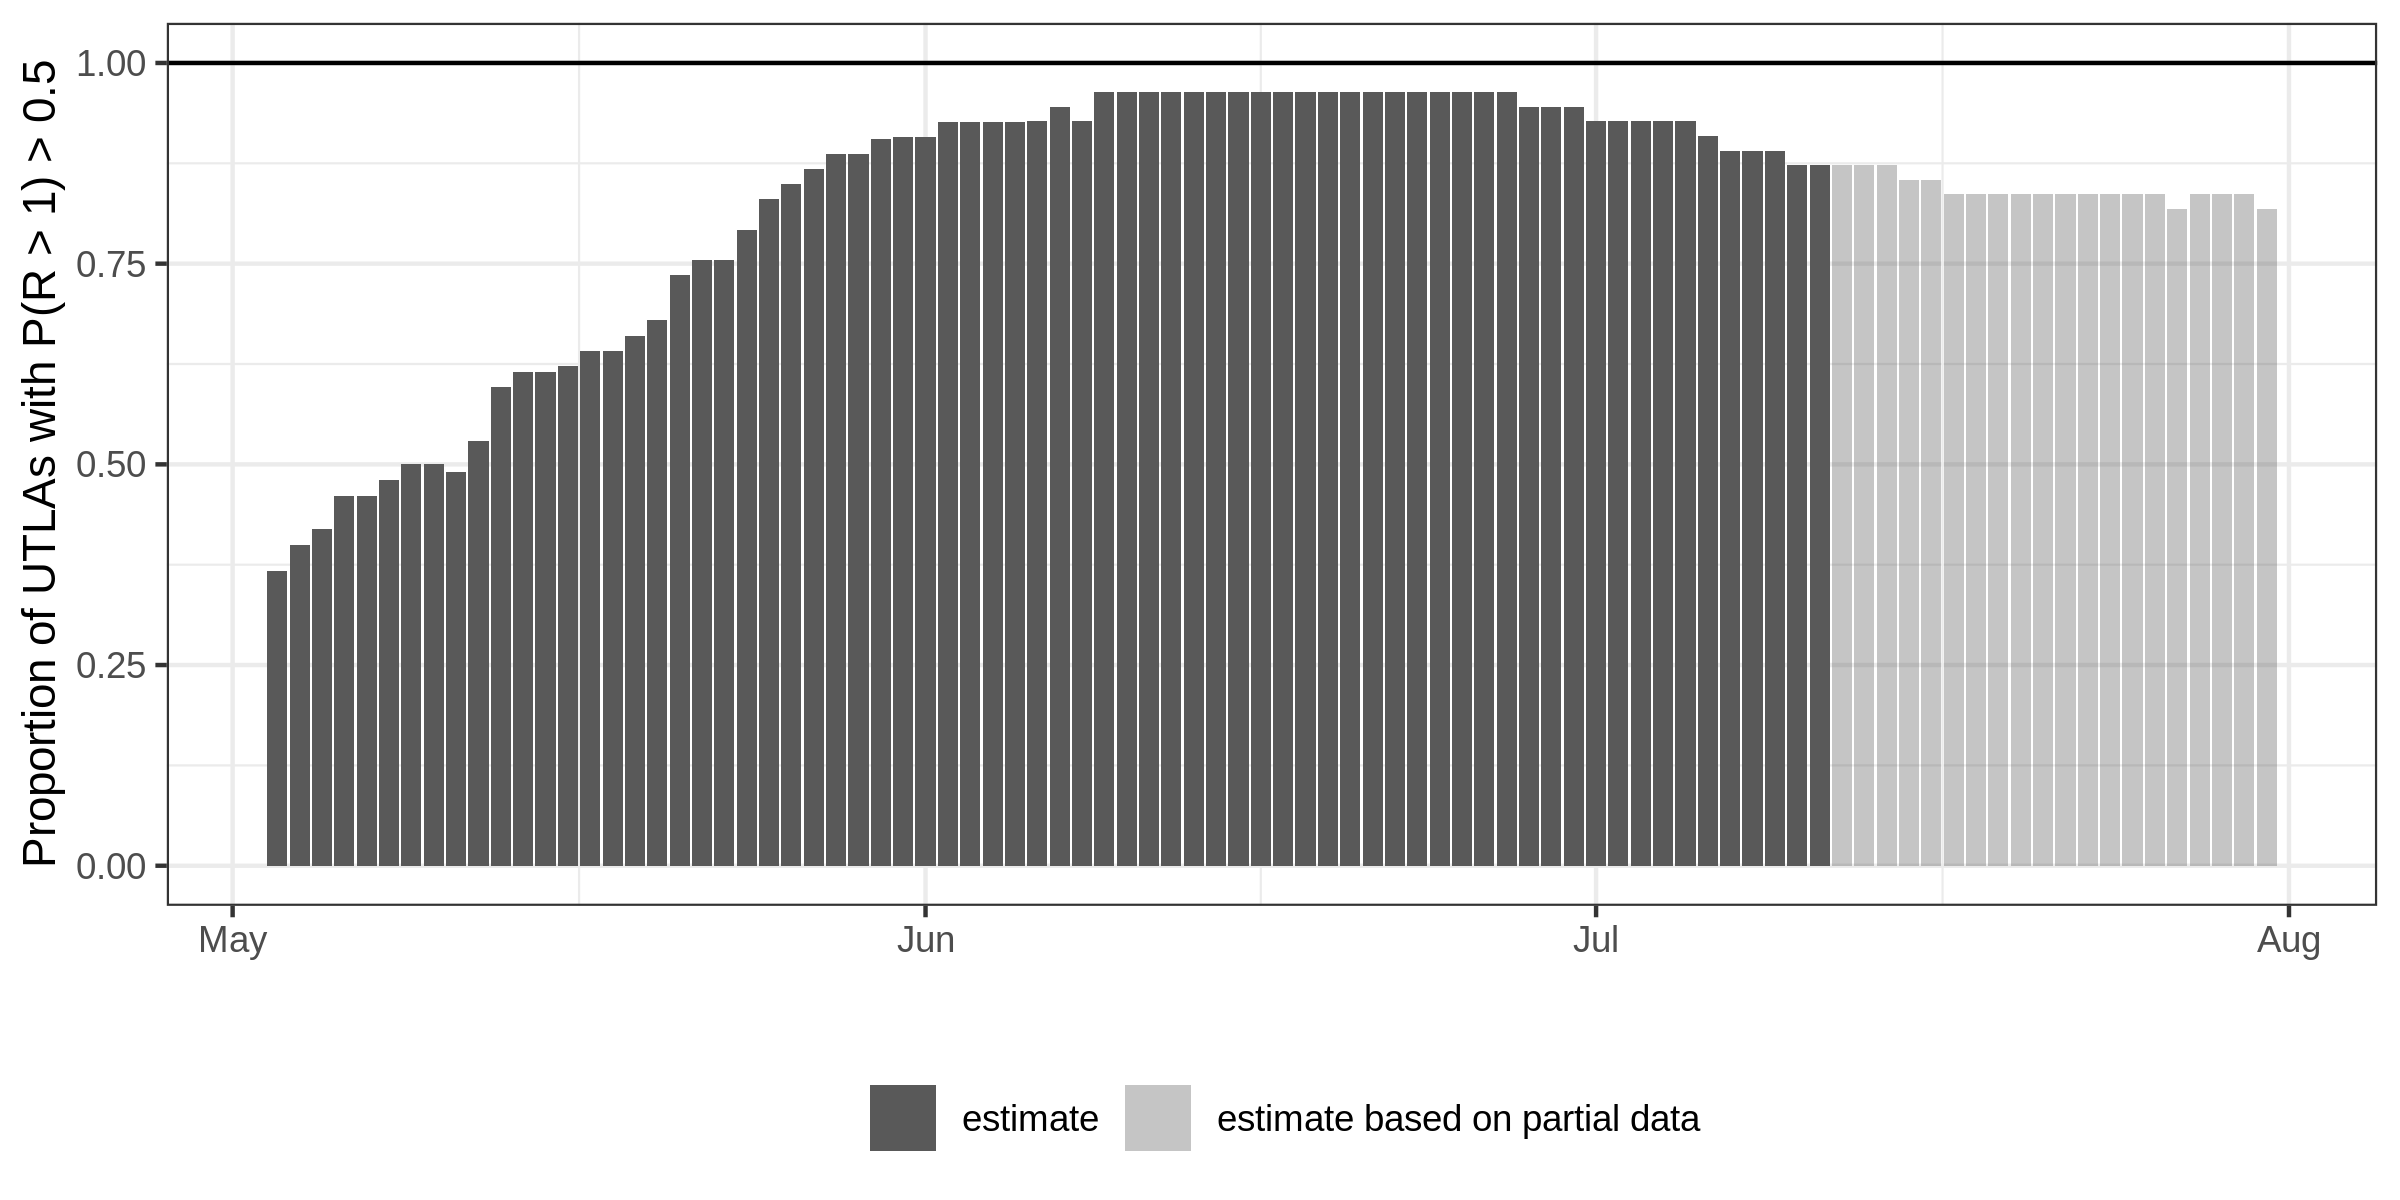 Proportion of UTLAs with P(R > 1) > 0.5
1.00
0.75
0.50
0.25
0.00
May Jun Jul Aug
estimate estimate based on partial data